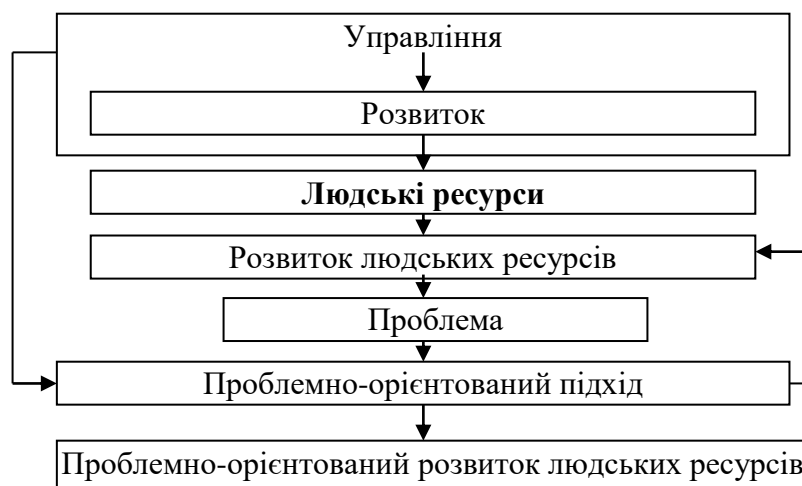 Управління
Розвиток
Людські ресурси
Розвиток людських ресурсів
Проблема
Проблемно-орієнтований підхід
Проблемно-орієнтований розвиток людських ресурсів